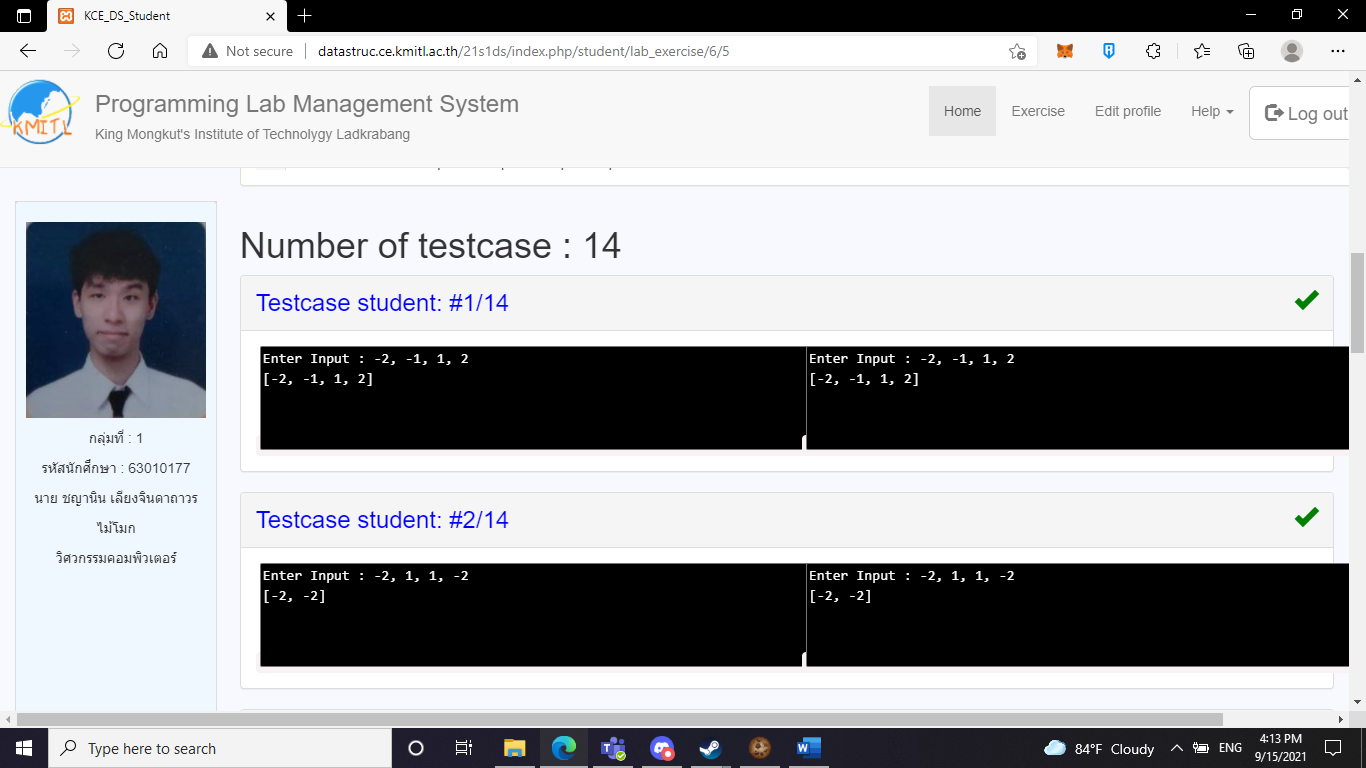 KCE_DS_Student
Not secure
datastruc.ce.kmitl.ac.th/21s1ds/index.php/student/lab_exercise/6/5
KMITL
Programming Lab Management System
King Mongkut's Institute of Technolygy Ladkrabang
Home
Exercise
Edit profile
Help
Log out
กลุ่มที่ : 1
รหัสนักศึกษา : 63010177
นาย ชญานิน เลียงจินดาถาวร
ไม้โมก
วิศวกรรมคอมพิวเตอร์
Number of testcase : 14
Testcase student: #1/14
Enter Input : -2, -1, 1, 2
[-2, -1, 1, 2]
Enter Input : -2, -1, 1, 2
[-2, -1, 1, 2]
Testcase student: #2/14
Enter Input : -2, 1, 1, -2
[-2, -2]
Enter Input : -2, 1, 1, -2
[-2, -2]
Type here to search
84°F Cloudy
ENG
4:13 PM
9/15/2021